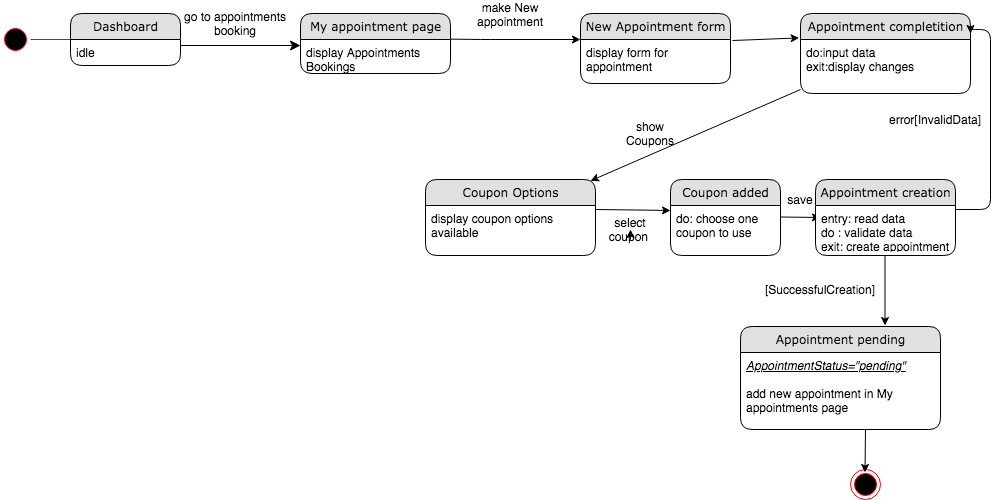 Dashboard
idle
go to appointments
booking
My appointment page
display Appointments
Bookings
make New
appointment
New Appointment form
display form for
appointment
Appointment completition
do:input data
exit:display changes
error[InvalidData]
show
Coupons
Coupon Options
display coupon options
available
select
coupon
Coupon added
do: choose one
coupon to use
save
Appointment creation
entry: read data
do : validate data
exit: create appointment
[SuccessfulCreation]
Appointment pending
AppointmentStatus="pending"
add new appointment in My
appointments page